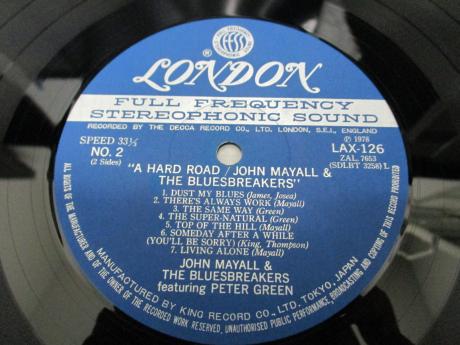 ®
LONDON
FULL FREQUENCY
STEREOPHONIC SOUND
RECORDED BY THE DECCA RECORD CO., LTD. LONDON, S.E.I., ENGLAND
SPEED 33⅓
NO. 2
(2 Sides)
℗ 1978
LAX-126
ZAL. 7653
(SDLBT 3258) L
"A HARD ROAD / JOHN MAYALL &
THE BLUESBREAKERS"
1. DUST MY BLUES (James, Josea)
2. THERE'S ALWAYS WORK (Mayall)
3. THE SAME WAY (Green)
4. THE SUPER-NATURAL (Green)
5. TOP OF THE HILL (Mayall)
6. SOMEDAY AFTER A WHILE
(YOU'LL BE SORRY) (King, Thompson)
7. LIVING ALONE (Mayall)
JOHN MAYALL &
THE BLUESBREAKERS
featuring PETER GREEN
MANUFACTURED BY KING RECORD CO., LTD. TOKYO, JAPAN
ALL RIGHTS OF THE MANUFACTURER AND OF THE OWNER OF THE RECORDED WORK RESERVED, UNAUTHORISED PUBLIC PERFORMANCE, BROADCASTING AND COPYING OF THIS RECORD PROHIBITED